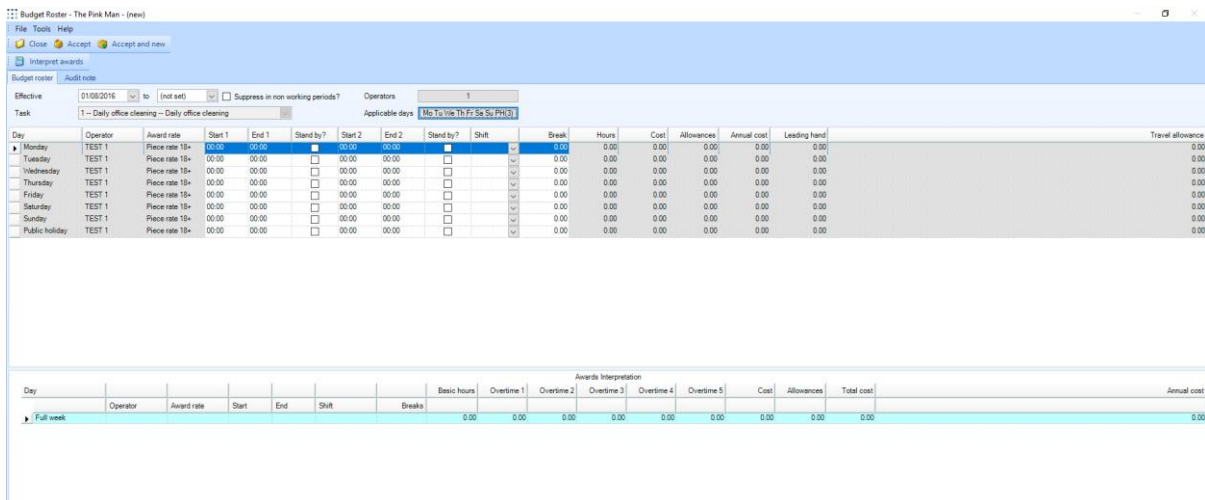 Budget Roster - The Pink Man - (new)
File Tools Help
Close Accept Accept and new
Interpret awards
Budget roster Audit note
Effective 01/08/2016 to (not set) Suppress in non working periods? Operators 1
Task 1 -- Daily office cleaning -- Daily office cleaning Applicable days Mo Tu We Th Fr Sa Su PH(3)
Day Operator Award rate Start 1 End 1 Stand by? Start 2 End 2 Stand by? Shift Break Hours Cost Allowances Annual cost Leading hand Travel allowance
Monday TEST 1 Piece rate 18+ 00:00 00:00 00:00 00:00 0.00 0.00 0.00 0.00 0.00 0.00 0.00
Tuesday TEST 1 Piece rate 18+ 00:00 00:00 00:00 00:00 0.00 0.00 0.00 0.00 0.00 0.00 0.00
Wednesday TEST 1 Piece rate 18+ 00:00 00:00 00:00 00:00 0.00 0.00 0.00 0.00 0.00 0.00 0.00
Thursday TEST 1 Piece rate 18+ 00:00 00:00 00:00 00:00 0.00 0.00 0.00 0.00 0.00 0.00 0.00
Friday TEST 1 Piece rate 18+ 00:00 00:00 00:00 00:00 0.00 0.00 0.00 0.00 0.00 0.00 0.00
Saturday TEST 1 Piece rate 18+ 00:00 00:00 00:00 00:00 0.00 0.00 0.00 0.00 0.00 0.00 0.00
Sunday TEST 1 Piece rate 18+ 00:00 00:00 00:00 00:00 0.00 0.00 0.00 0.00 0.00 0.00 0.00
Public holiday TEST 1 Piece rate 18+ 00:00 00:00 00:00 00:00 0.00 0.00 0.00 0.00 0.00 0.00 0.00
Awards Interpretation
Day Basic hours Overtime 1 Overtime 2 Overtime 3 Overtime 4 Overtime 5 Cost Allowances Total cost Annual cost
Operator Award rate Start End Shift Breaks
Full week 0.00 0.00 0.00 0.00 0.00 0.00 0.00 0.00 0.00 0.00